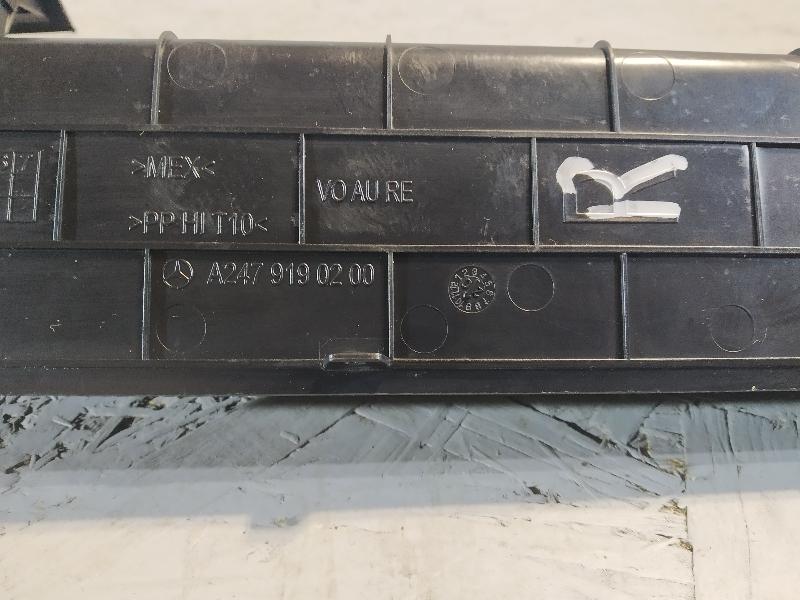 >MEX<
>PP HI T10<
VO AU RE
R
A247 919 02 00